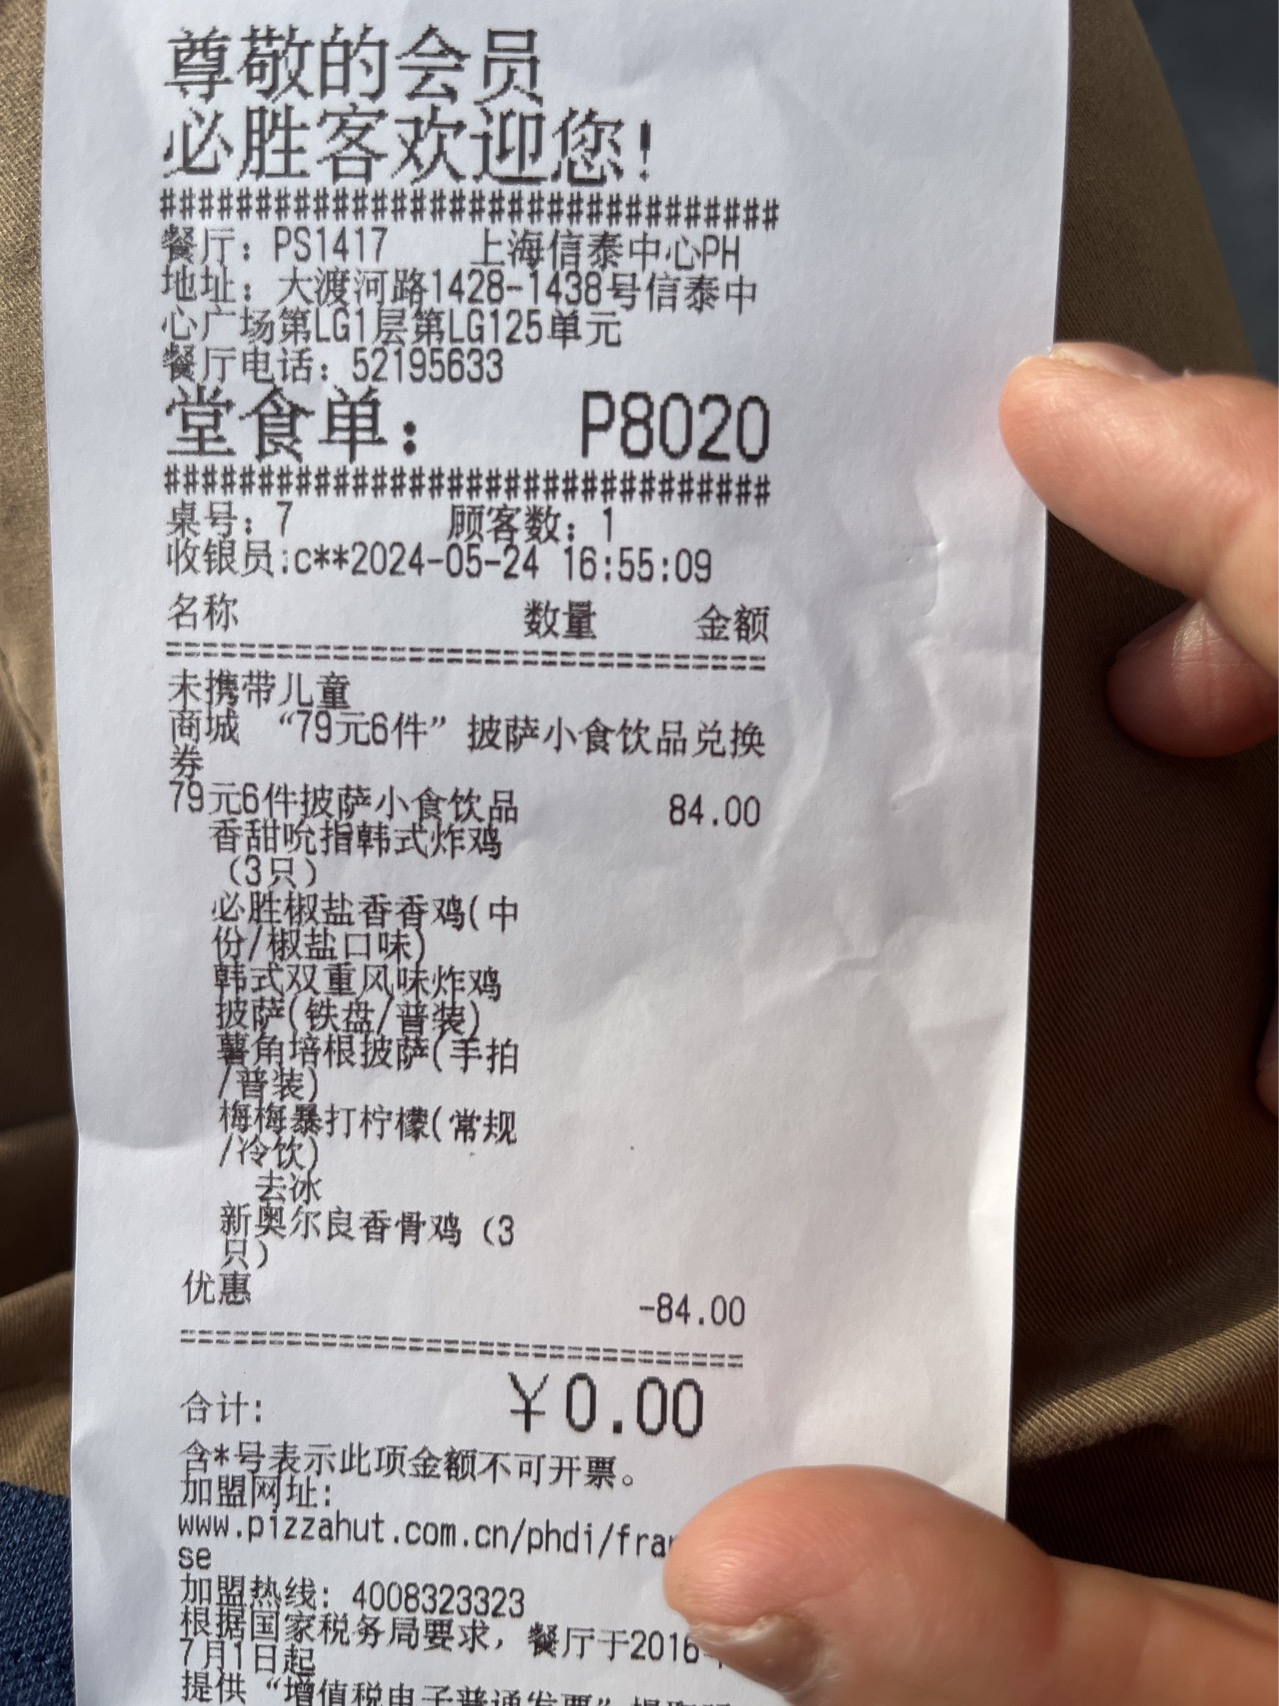 尊敬的会员
必胜客欢迎您!
################################
餐厅: PS1417 上海信泰中心PH
地址: 大渡河路1428-1438号信泰中
心广场第LG1层第LG125单元
餐厅电话: 52195633
堂食单: P8020
################################
桌号: 7 顾客数: 1
收银员:c**2024-05-24 16:55:09
名称 数量 金额
================================
未携带儿童
商城 “79元6件” 披萨小食饮品兑换
券
79元6件披萨小食饮品 84.00
香甜吮指韩式炸鸡
(3只)
必胜椒盐香香鸡(中
份/椒盐口味)
韩式双重风味炸鸡
披萨(铁盘/普装)
薯角培根披萨(手拍
/普装)
梅梅暴打柠檬(常规
/冷饮)
去冰
新奥尔良香骨鸡 (3
只)
优惠 -84.00
================================
合计: ¥0.00
含*号表示此项金额不可开票。
加盟网址:
www.pizzahut.com.cn/phdi/fra
se
加盟热线: 4008323323
根据国家税务局要求, 餐厅于2016
7月1日起
提供 “增值税电子普通发票”